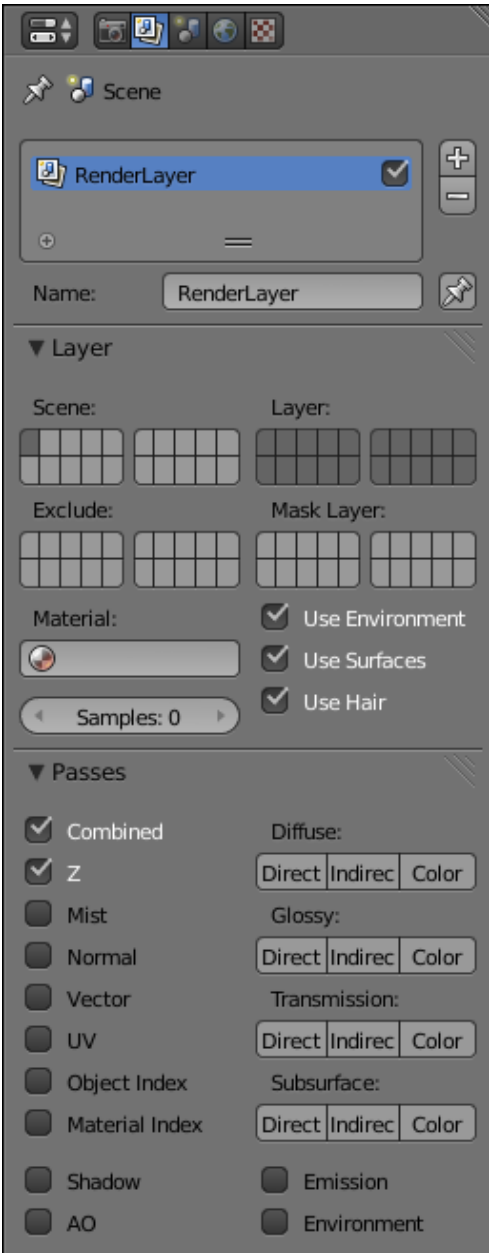 Scene
RenderLayer
Name: RenderLayer
Layer
Scene: Layer:
Exclude: Mask Layer:
Material: Use Environment
Use Surfaces
Samples: 0 Use Hair
Passes
Combined Diffuse:
Z Direct Indirec Color
Mist Glossy:
Normal Direct Indirec Color
Vector Transmission:
UV Direct Indirec Color
Object Index Subsurface:
Material Index Direct Indirec Color
Shadow Emission
AO Environment